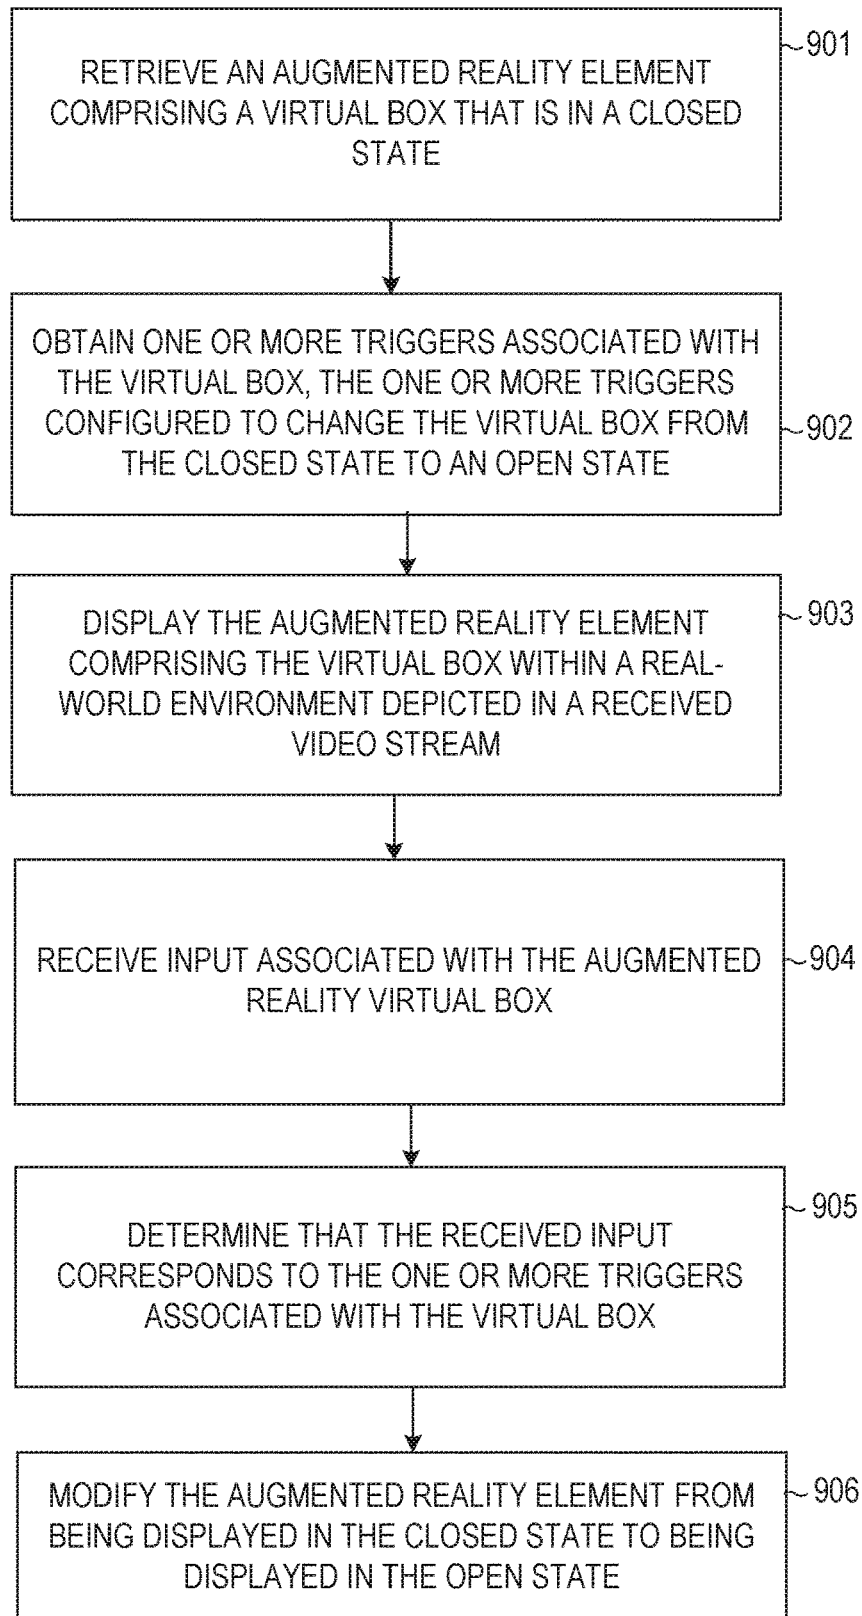 RETRIEVE AN AUGMENTED REALITY ELEMENT
COMPRISING A VIRTUAL BOX THAT IS IN A CLOSED
STATE
901
OBTAIN ONE OR MORE TRIGGERS ASSOCIATED WITH
THE VIRTUAL BOX, THE ONE OR MORE TRIGGERS
CONFIGURED TO CHANGE THE VIRTUAL BOX FROM
THE CLOSED STATE TO AN OPEN STATE
902
DISPLAY THE AUGMENTED REALITY ELEMENT
COMPRISING THE VIRTUAL BOX WITHIN A REAL-
WORLD ENVIRONMENT DEPICTED IN A RECEIVED
VIDEO STREAM
903
RECEIVE INPUT ASSOCIATED WITH THE AUGMENTED
REALITY VIRTUAL BOX
904
DETERMINE THAT THE RECEIVED INPUT
CORRESPONDS TO THE ONE OR MORE TRIGGERS
ASSOCIATED WITH THE VIRTUAL BOX
905
MODIFY THE AUGMENTED REALITY ELEMENT FROM
BEING DISPLAYED IN THE CLOSED STATE TO BEING
DISPLAYED IN THE OPEN STATE
906